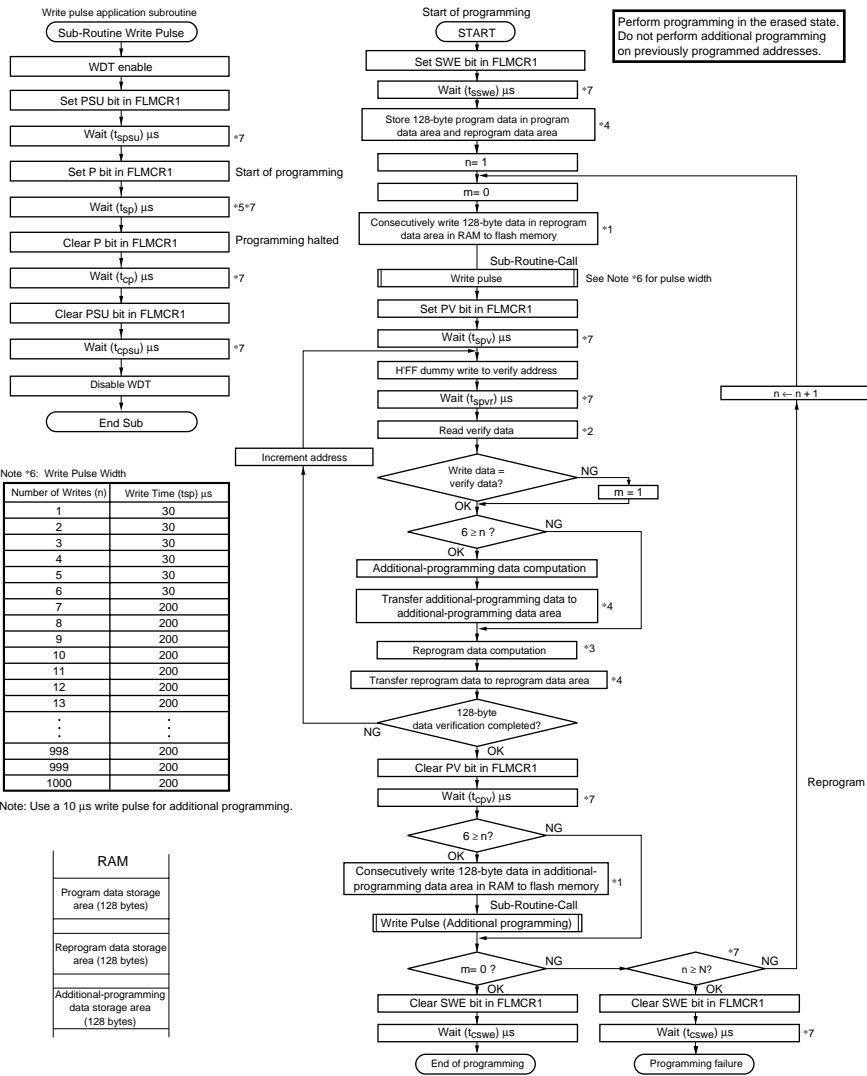 Write pulse application subroutine
Sub-Routine Write Pulse
WDT enable
Set PSU bit in FLMCR1
Wait (tspsu) μs
*7
Set P bit in FLMCR1
Start of programming
Wait (tsp) μs
*5*7
Clear P bit in FLMCR1
Programming halted
Wait (tcp) μs
*7
Clear PSU bit in FLMCR1
Wait (tcpsu) μs
*7
Disable WDT
End Sub
Note *6: Write Pulse Width
Number of Writes (n) Write Time (tsp) μs
1 30
2 30
3 30
4 30
5 30
6 30
7 200
8 200
9 200
10 200
11 200
12 200
13 200
998 200
999 200
1000 200
Note: Use a 10 μs write pulse for additional programming.
RAM
Program data storage
area (128 bytes)
Reprogram data storage
area (128 bytes)
Additional-programming
data storage area
(128 bytes)
Start of programming
START
Perform programming in the erased state.
Do not perform additional programming
on previously programmed addresses.
Set SWE bit in FLMCR1
Wait (tsswe) μs
*7
Store 128-byte program data in program
data area and reprogram data area
*4
n= 1
m= 0
Consecutively write 128-byte data in reprogram
data area in RAM to flash memory
*1
Sub-Routine-Call
Write pulse
See Note *6 for pulse width
Set PV bit in FLMCR1
Wait (tspv) μs
*7
H'FF dummy write to verify address
Wait (tspvr) μs
*7
Read verify data
*2
Increment address
Write data =
verify data?
NG
m = 1
OK
6 ≥ n ?
NG
OK
Additional-programming data computation
Transfer additional-programming data to
additional-programming data area
*4
Reprogram data computation
*3
Transfer reprogram data to reprogram data area
*4
128-byte
data verification completed?
NG
OK
Clear PV bit in FLMCR1
Wait (tcpv) μs
*7
6 ≥ n?
NG
OK
Consecutively write 128-byte data in additional-
programming data area in RAM to flash memory
*1
Sub-Routine-Call
Write Pulse (Additional programming)
m= 0 ?
NG
OK
Clear SWE bit in FLMCR1
Wait (tcswe) μs
End of programming
*7
n ≥ N?
NG
OK
Clear SWE bit in FLMCR1
Wait (tcswe) μs
*7
Programming failure
n ← n + 1
Reprogram